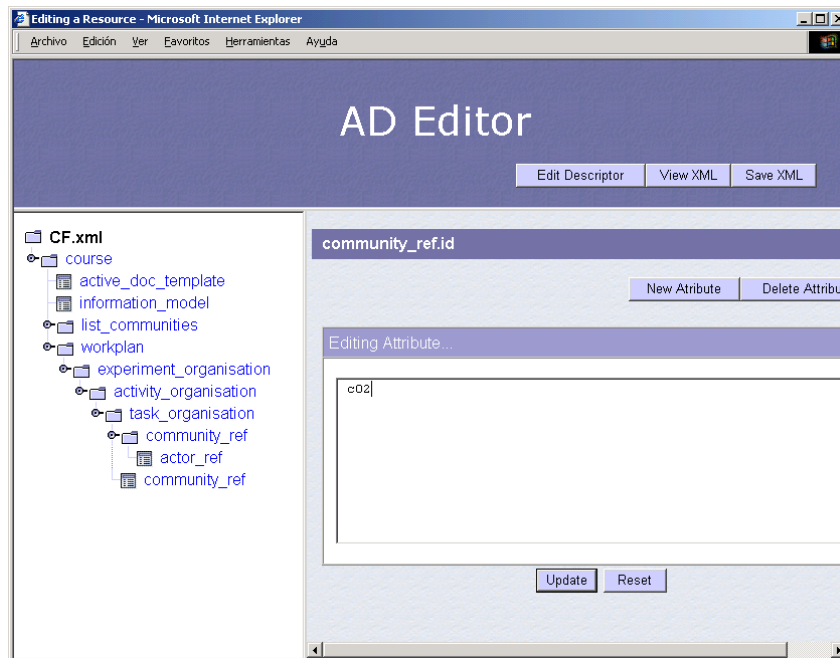 Editing a Resource - Microsoft Internet Explorer
Archivo Edición Ver Favoritos Herramientas Ayuda
AD Editor
Edit Descriptor View XML Save XML
CF.xml
course
active_doc_template
information_model
list_communities
workplan
experiment_organisation
activity_organisation
task_organisation
community_ref
actor_ref
community_ref
community_ref.id
New Atribute Delete Attribu
Editing Attribute...
c02
Update Reset